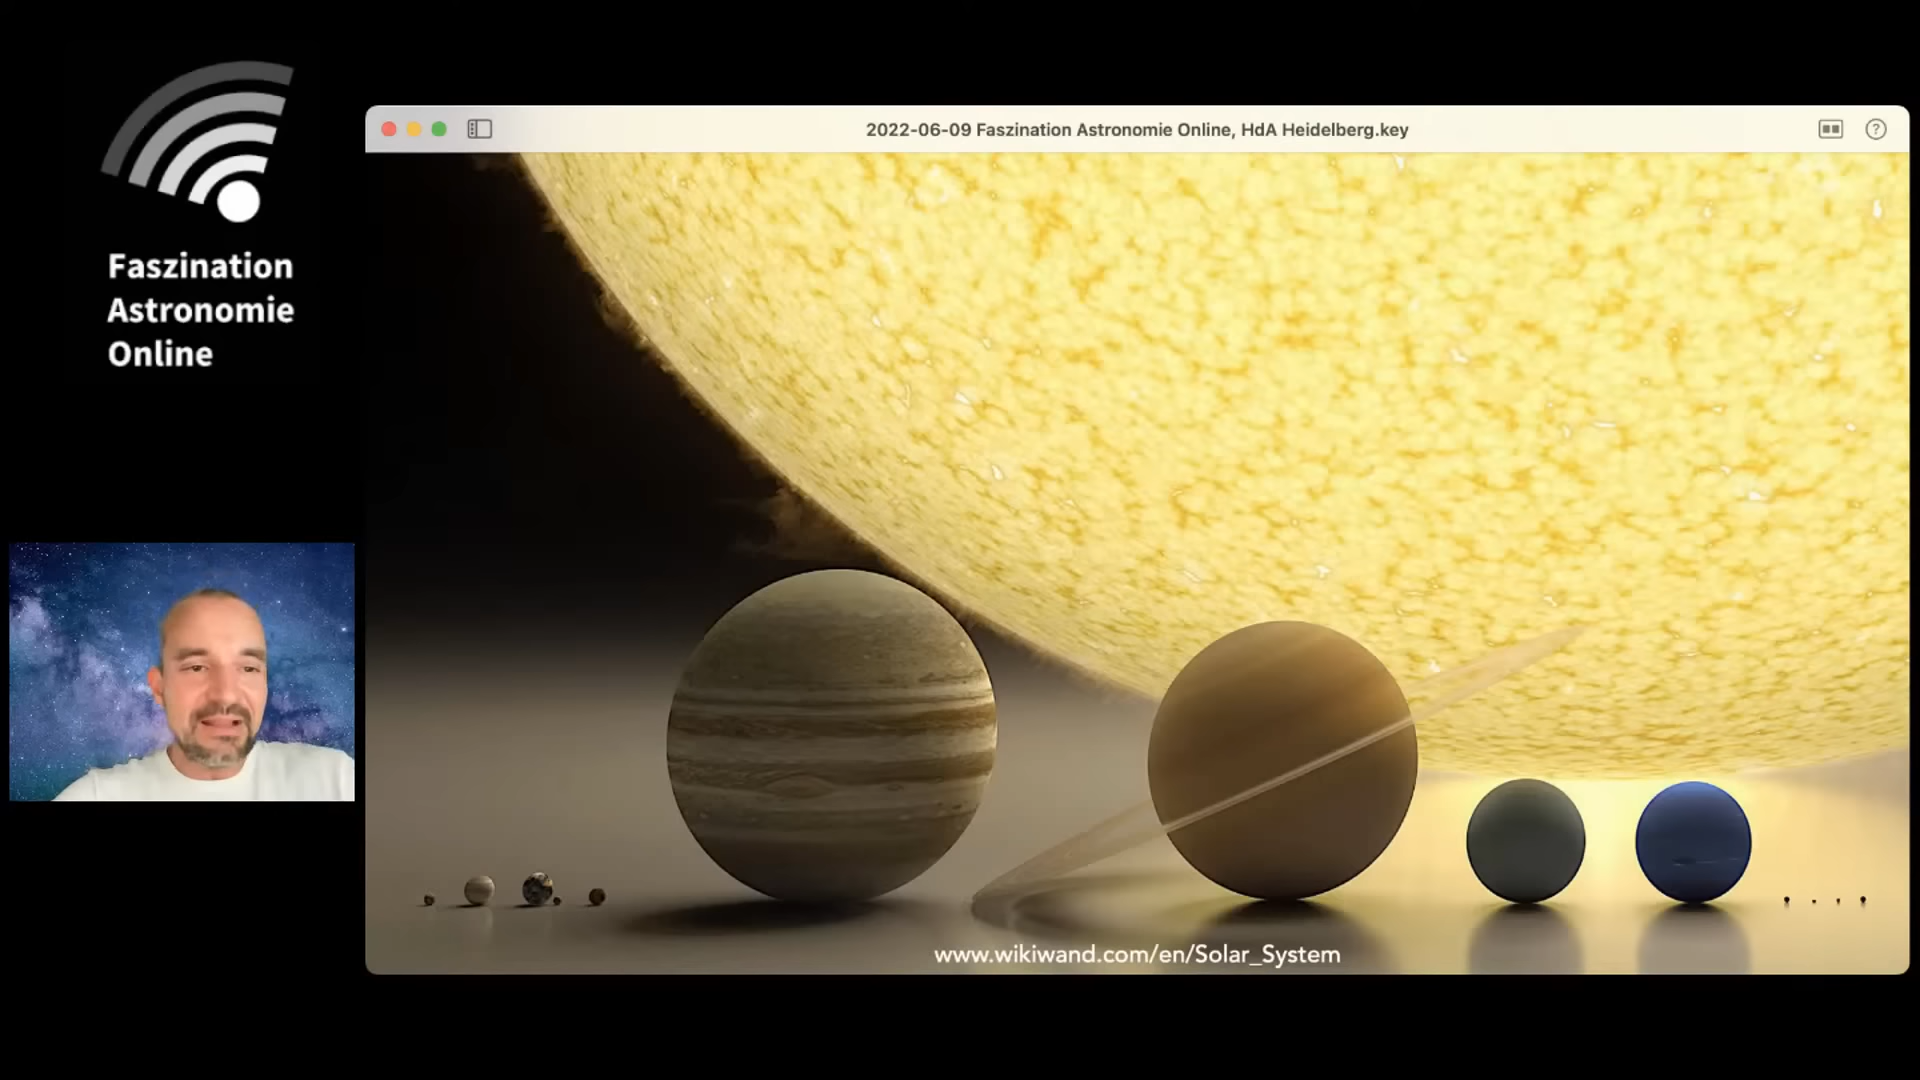 Faszination
Astronomie
Online
2022-06-09 Faszination Astronomie Online, HdA Heidelberg.key
www.wikiwand.com/en/Solar_System